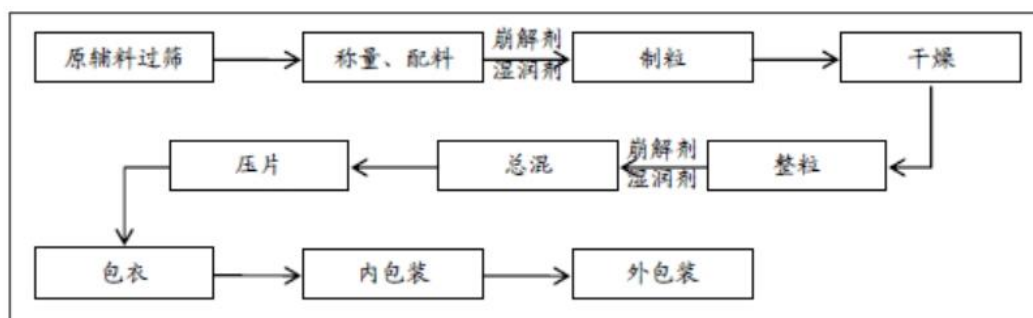 原辅料过筛
称量、配料
崩解剂
湿润剂
制粒
干燥
整粒
崩解剂
湿润剂
总混
压片
包衣
内包装
外包装